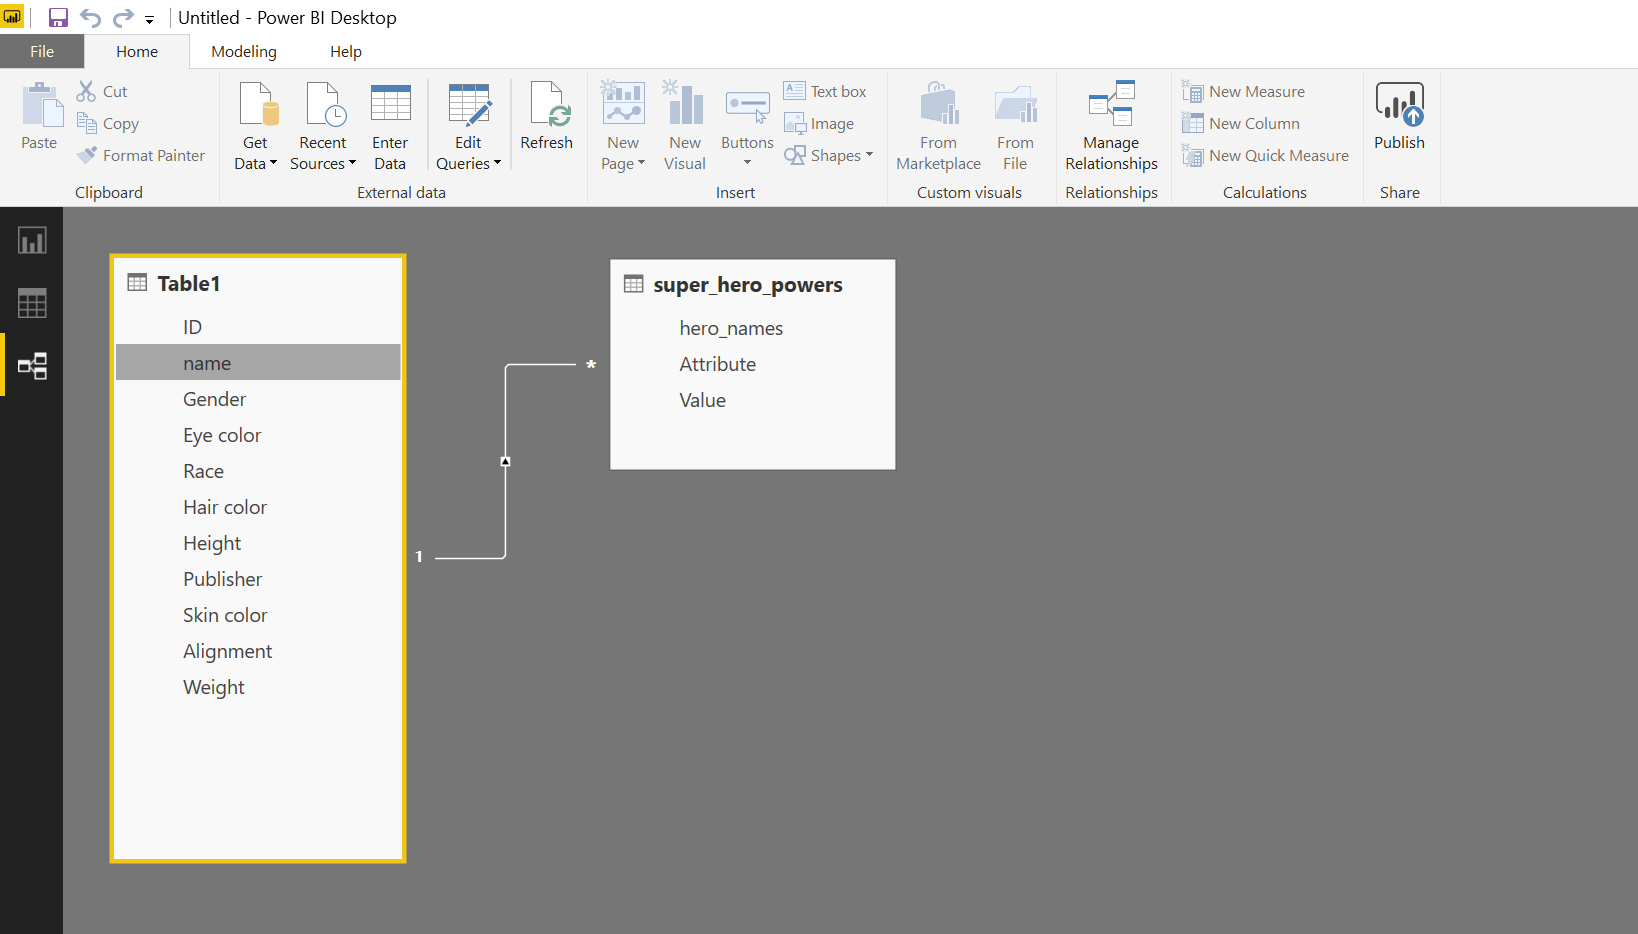 Untitled - Power BI Desktop
File Home Modeling Help
Paste
Cut
Copy
Format Painter
Clipboard
Get Data
Recent Sources
Enter Data
Edit Queries
Refresh
External data
New Page
New Visual
Buttons
Text box
Image
Shapes
Insert
From Marketplace
From File
Custom visuals
Manage Relationships
Relationships
New Measure
New Column
New Quick Measure
Calculations
Publish
Share
Table1
ID
name
Gender
Eye color
Race
Hair color
Height
Publisher
Skin color
Alignment
Weight
1
*
super_hero_powers
hero_names
Attribute
Value